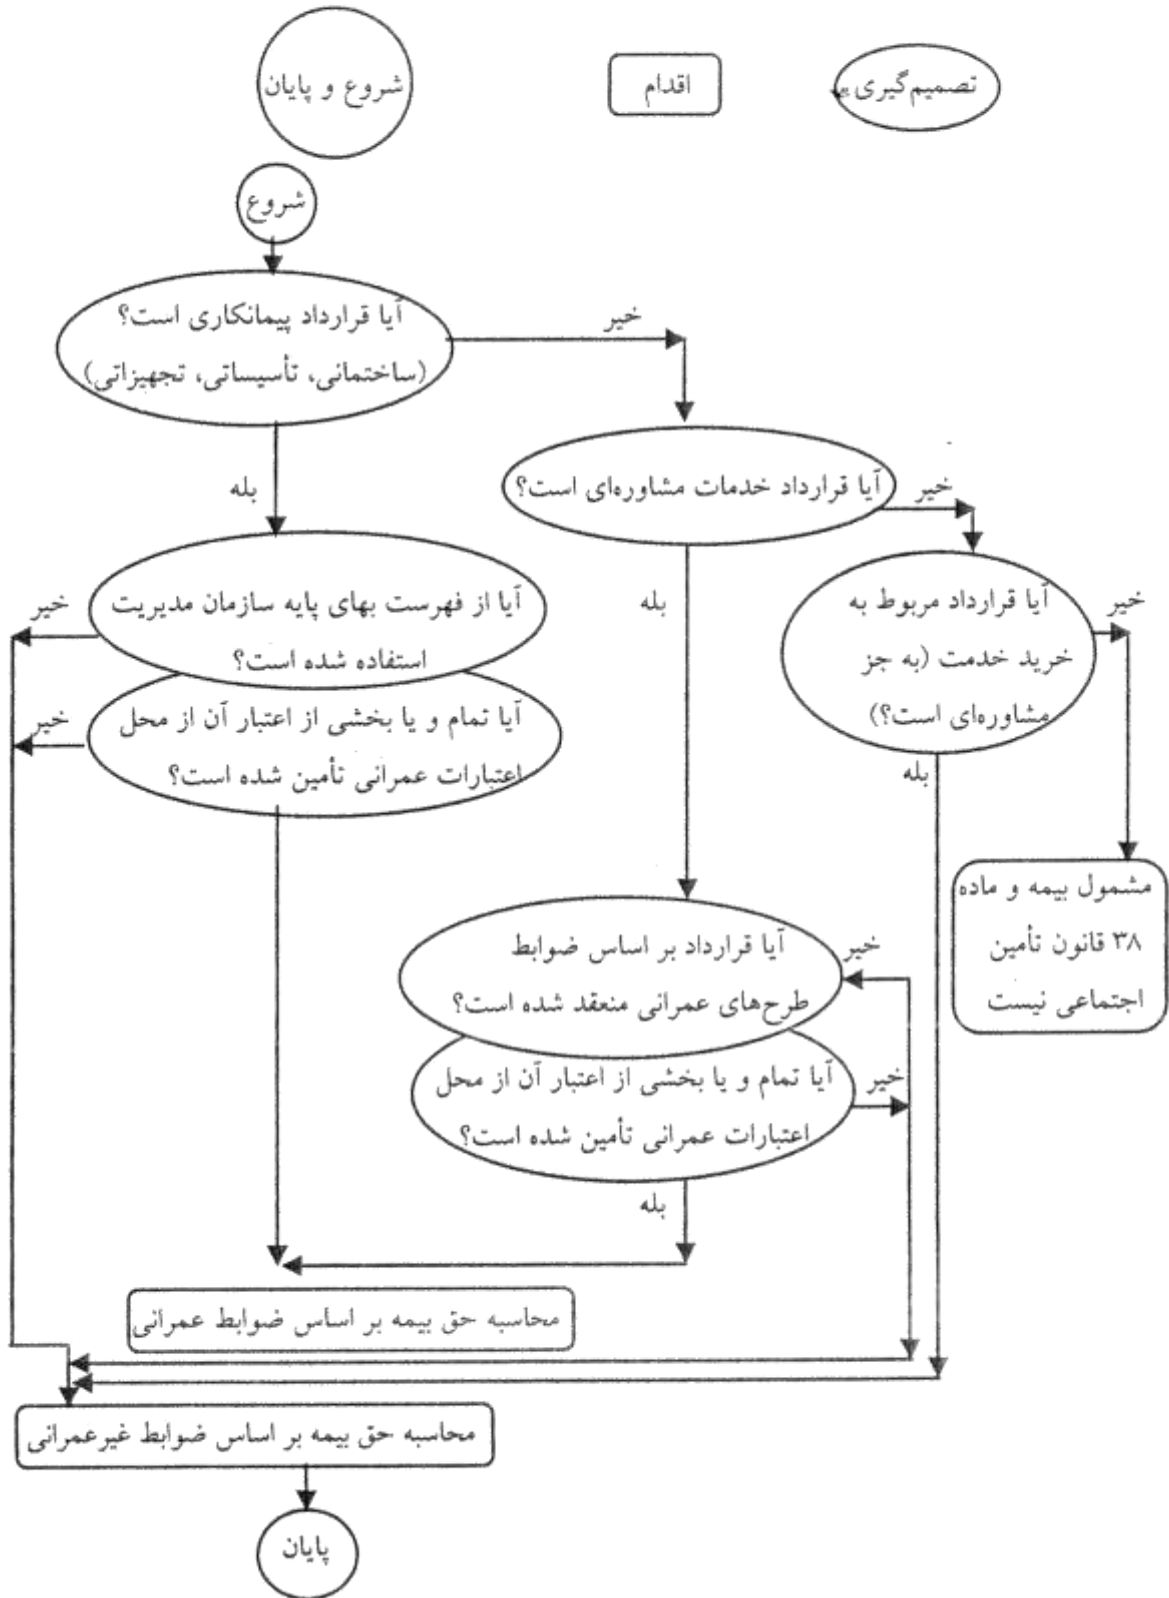 تصمیم‌گیری
اقدام
شروع و پایان
شروع
آیا قرارداد پیمانکاری است؟
(ساختمانی، تأسیساتی، تجهیزاتی)
خیر
بله
آیا قرارداد خدمات مشاوره‌ای است؟
خیر
بله
آیا قرارداد مربوط به
خرید خدمت (به جز
مشاوره‌ای است؟)
خیر
بله
مشمول بیمه و ماده
۳۸ قانون تأمین
اجتماعی نیست
آیا از فهرست بهای پایه سازمان مدیریت
استفاده شده است؟
خیر
آیا تمام و یا بخشی از اعتبار آن از محل
اعتبارات عمرانی تأمین شده است؟
خیر
آیا قرارداد بر اساس ضوابط
طرح‌های عمرانی منعقد شده است؟
خیر
آیا تمام و یا بخشی از اعتبار آن از محل
اعتبارات عمرانی تأمین شده است؟
خیر
بله
محاسبه حق بیمه بر اساس ضوابط عمرانی
محاسبه حق بیمه بر اساس ضوابط غیرعمرانی
پایان